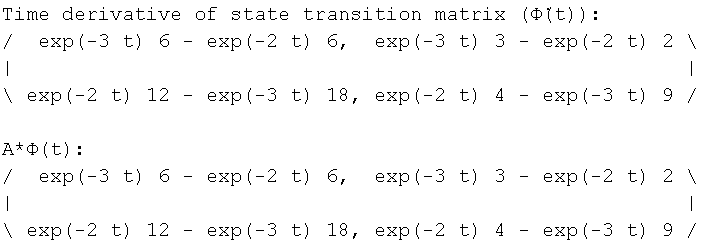 Time derivative of state transition matrix (Φ̇(t)):
/  exp(-3 t) 6 - exp(-2 t) 6,  exp(-3 t) 3 - exp(-2 t) 2 \
|                                                         |
\ exp(-2 t) 12 - exp(-3 t) 18, exp(-2 t) 4 - exp(-3 t) 9 /
A*Φ(t):
/  exp(-3 t) 6 - exp(-2 t) 6,  exp(-3 t) 3 - exp(-2 t) 2 \
|                                                         |
\ exp(-2 t) 12 - exp(-3 t) 18, exp(-2 t) 4 - exp(-3 t) 9 /